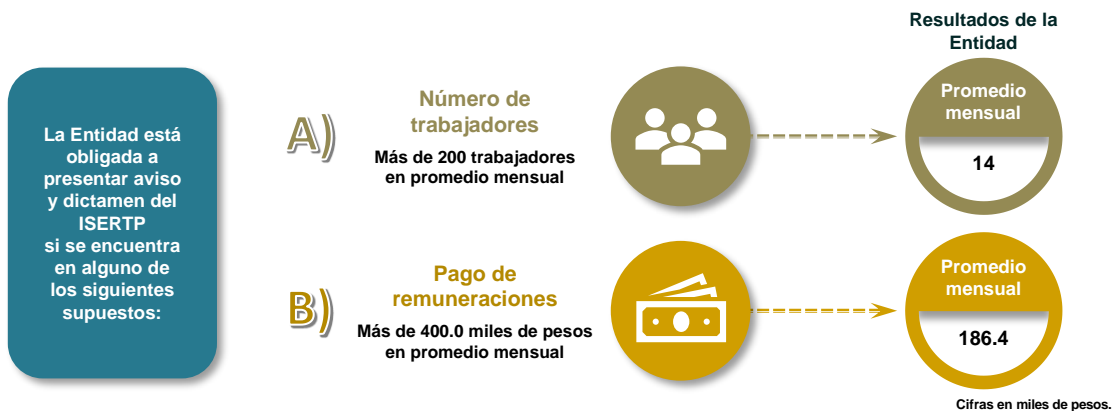 La Entidad está
obligada a
presentar aviso
y dictamen del
ISERTP
si se encuentra
en alguno de
los siguientes
supuestos:
A)
Número de
trabajadores
Más de 200 trabajadores
en promedio mensual
Resultados de la
Entidad
Promedio
mensual
14
B)
Pago de
remuneraciones
Más de 400.0 miles de pesos
en promedio mensual
Promedio
mensual
186.4
Cifras en miles de pesos.